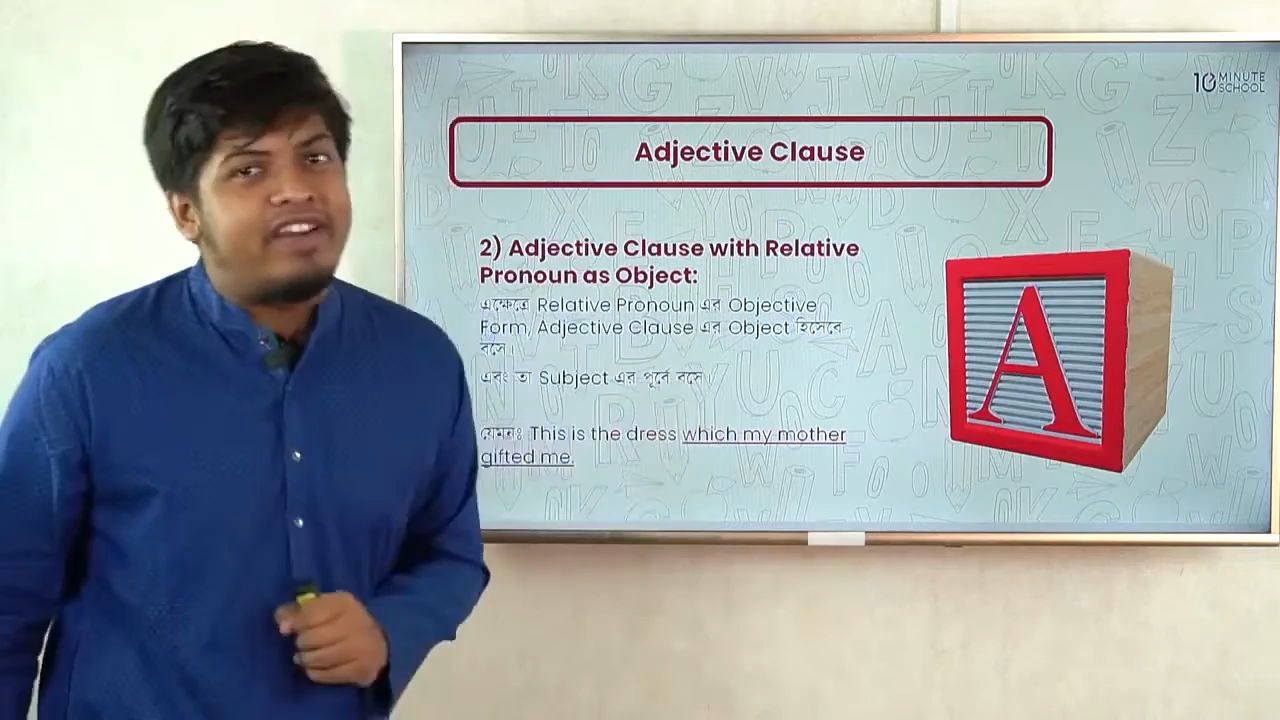 10 MINUTE SCHOOL
Adjective Clause
2) Adjective Clause with Relative
Pronoun as Object:
এক্ষেত্রে Relative Pronoun এর Objective
Form, Adjective Clause এর Object হিসেবে
বসে।
এবং তা Subject এর পূর্বে বসে।
যেমনঃ This is the dress which my mother
gifted me.
A